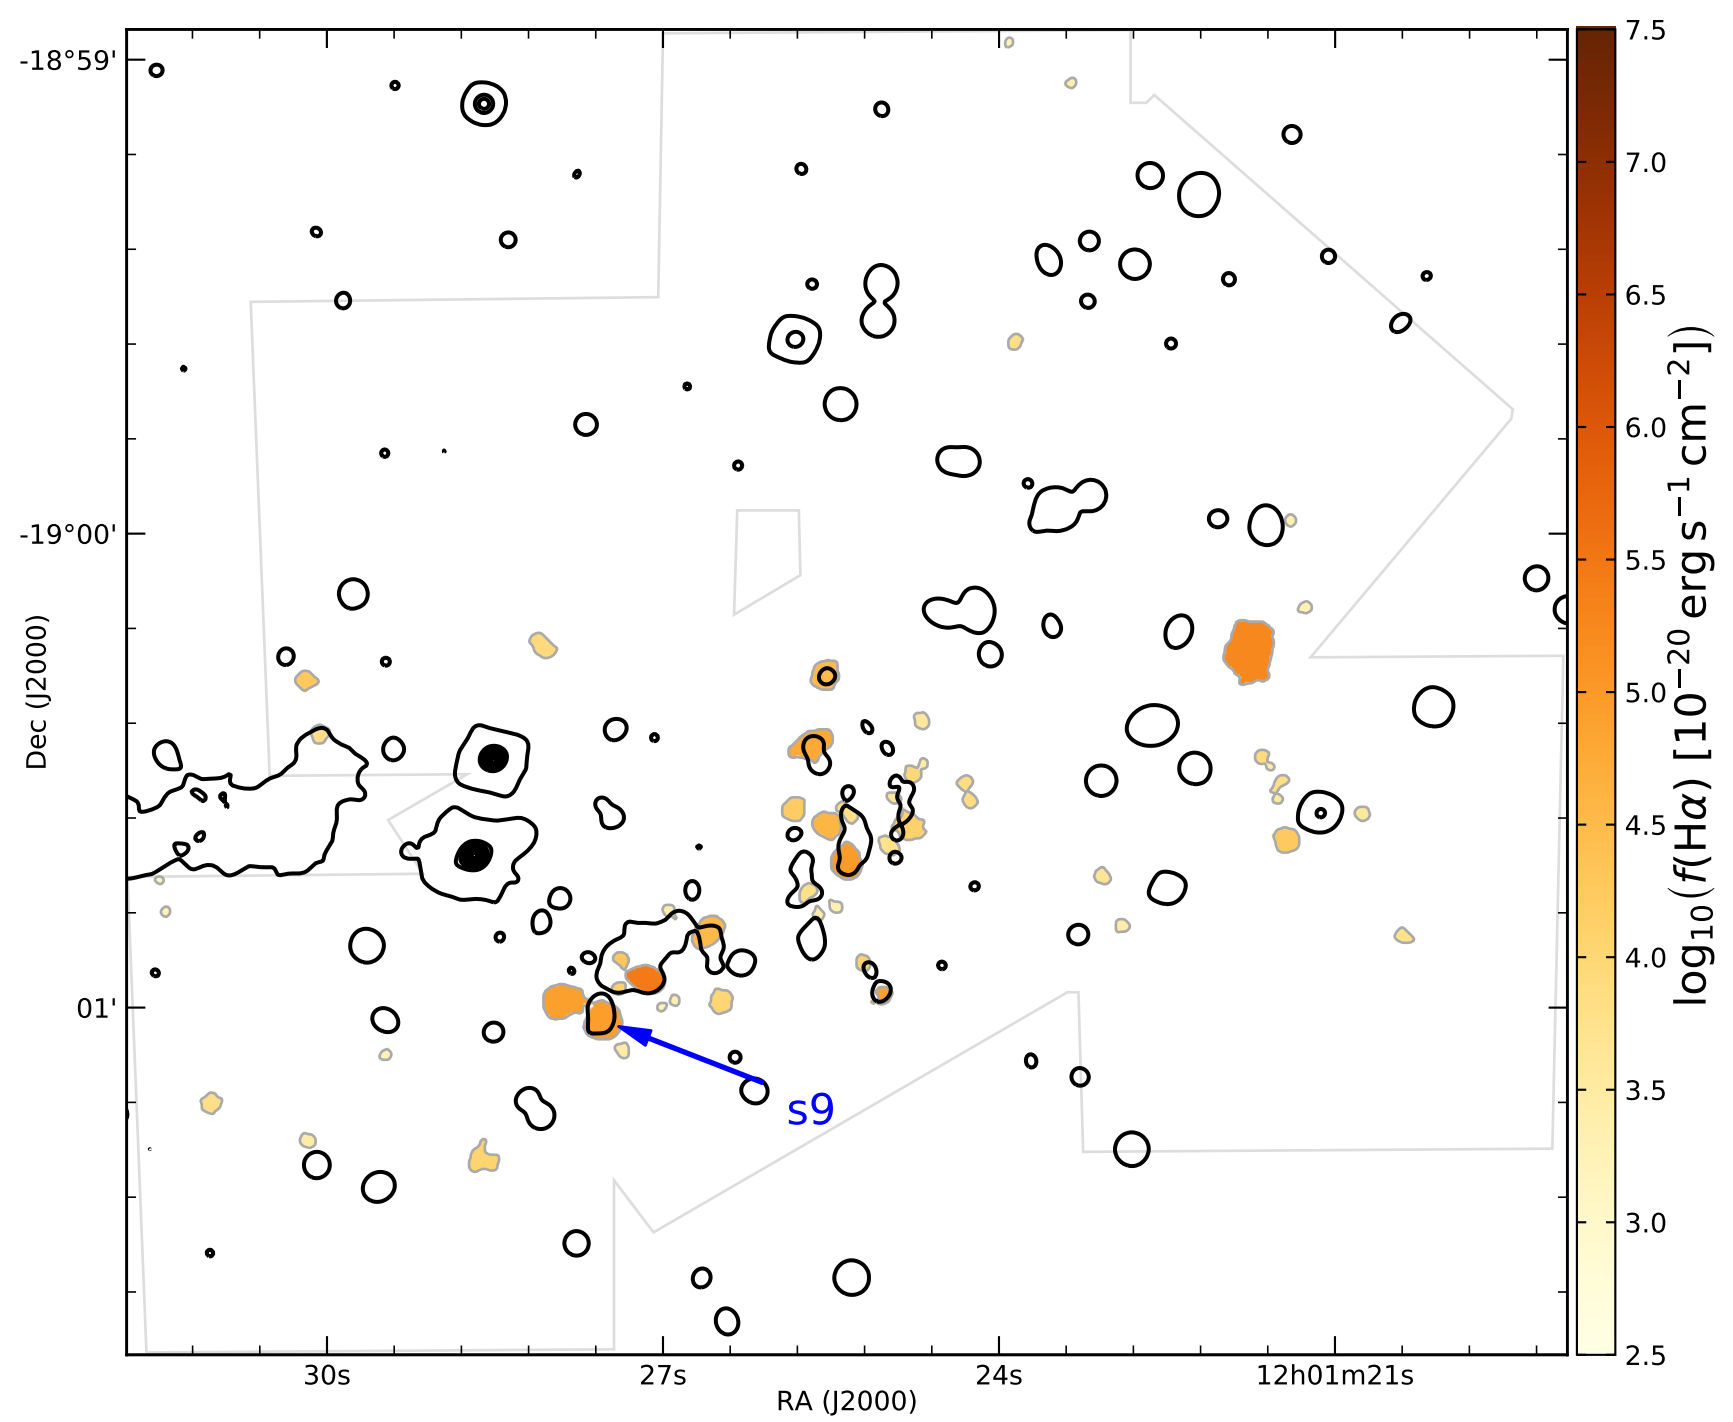 -18°59'
-19°00'
01'
Dec (J2000)
30s
27s
24s
12h01m21s
RA (J2000)
s9
7.5
7.0
6.5
6.0
5.5
5.0
4.5
4.0
3.5
3.0
2.5
log₁₀(f(Hα) [10⁻²⁰ erg s⁻¹ cm⁻²])